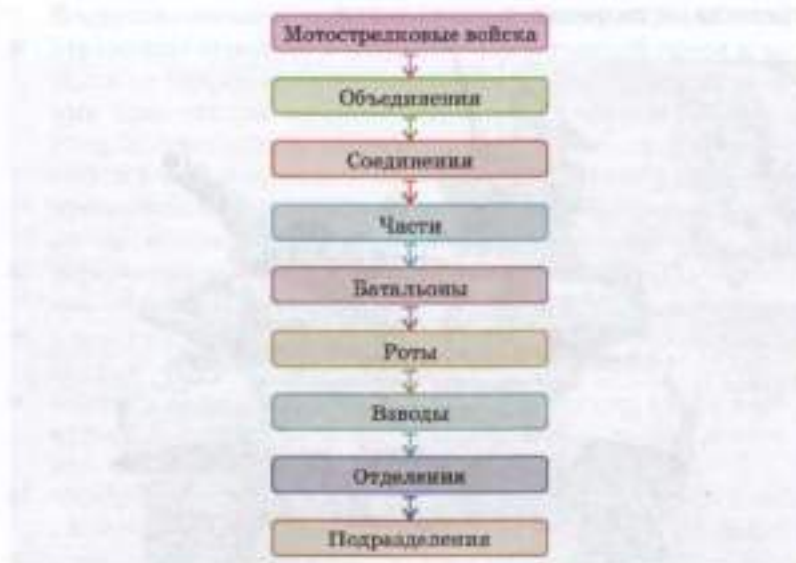 Мотострелковые войска
Объединения
Соединения
Части
Батальоны
Роты
Взводы
Отделения
Подразделения